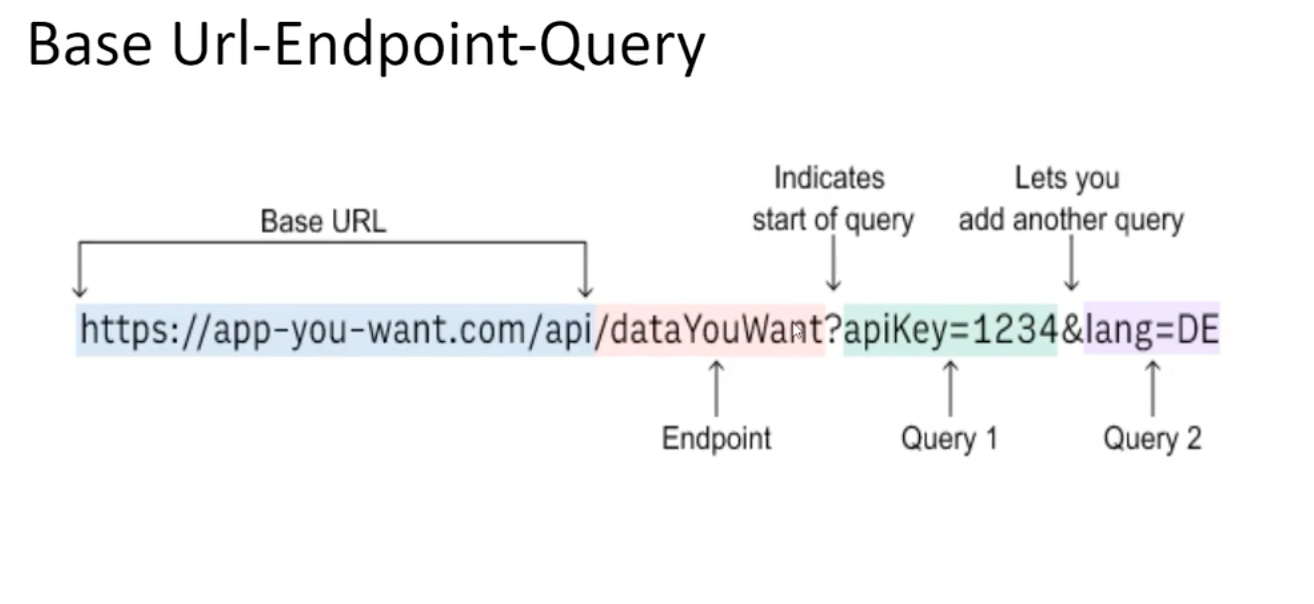 Base Url-Endpoint-Query
Indicates
start of query
Lets you
add another query
Base URL
https://app-you-want.com/api/dataYouWant?apiKey=1234&lang=DE
Endpoint
Query 1
Query 2